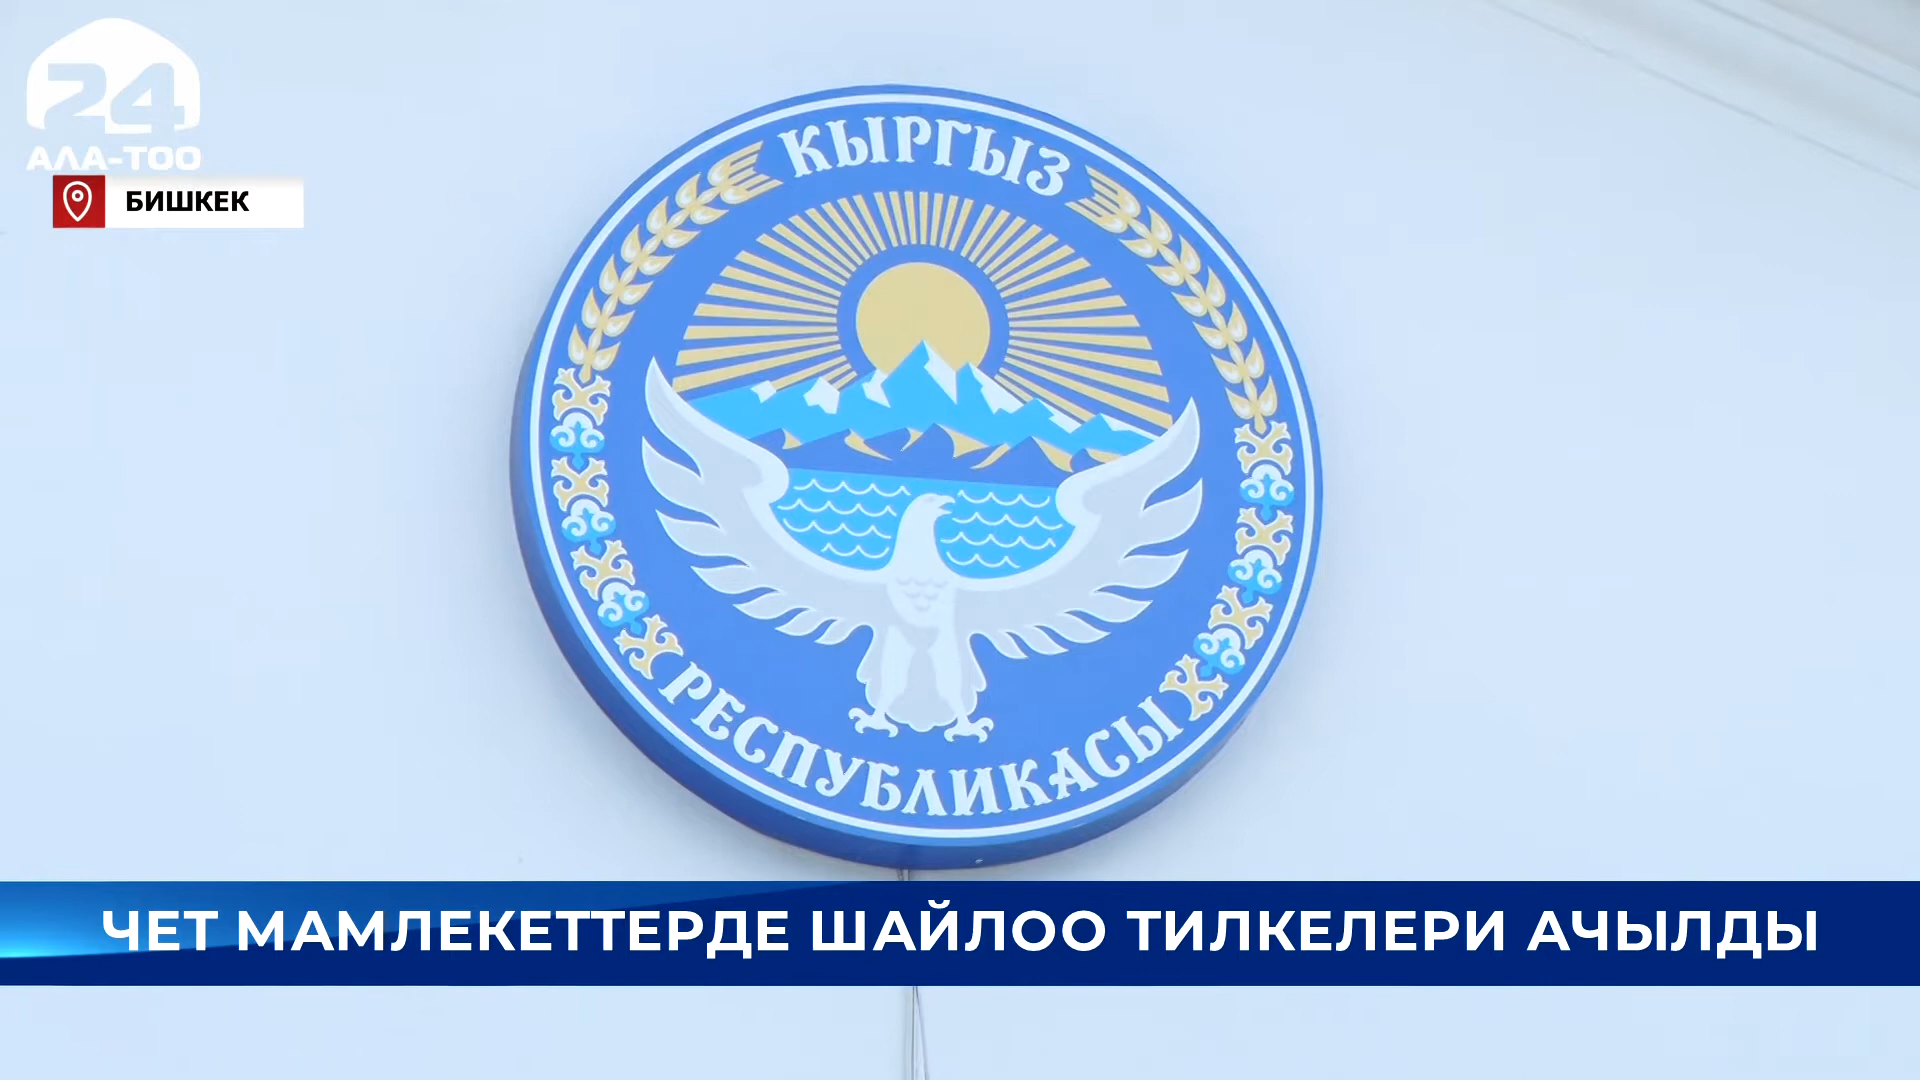 24
АЛА-ТОО
БИШКЕК
КЫРГЫЗ
РЕСПУБЛИКАСЫ
ЧЕТ МАМЛЕКЕТТЕРДЕ ШАЙЛОО ТИЛКЕЛЕРИ АЧЫЛДЫ